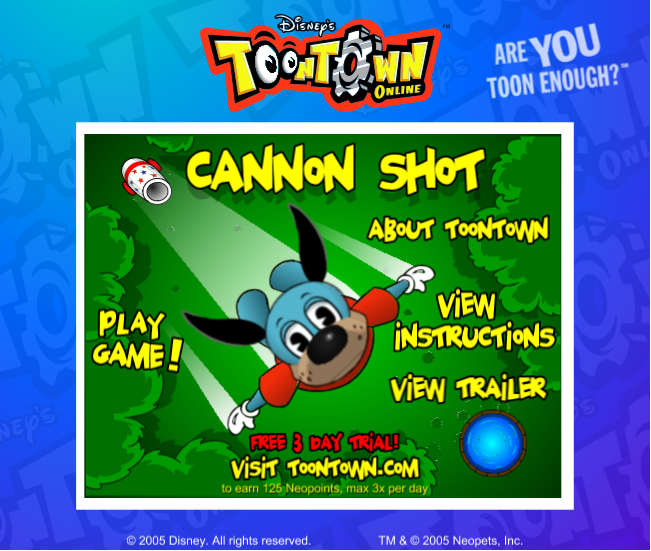 Disney's
TOONTOWN
ONLINE
™
ARE YOU
TOON ENOUGH?™
CANNON SHOT
ABOUT TOONTOWN
PLAY
GAME!
VIEW
INSTRUCTIONS
VIEW TRAILER
FREE 3 DAY TRIAL!
VISIT TOONTOWN.COM
to earn 125 Neopoints, max 3x per day
© 2005 Disney. All rights reserved.
TM & © 2005 Neopets, Inc.